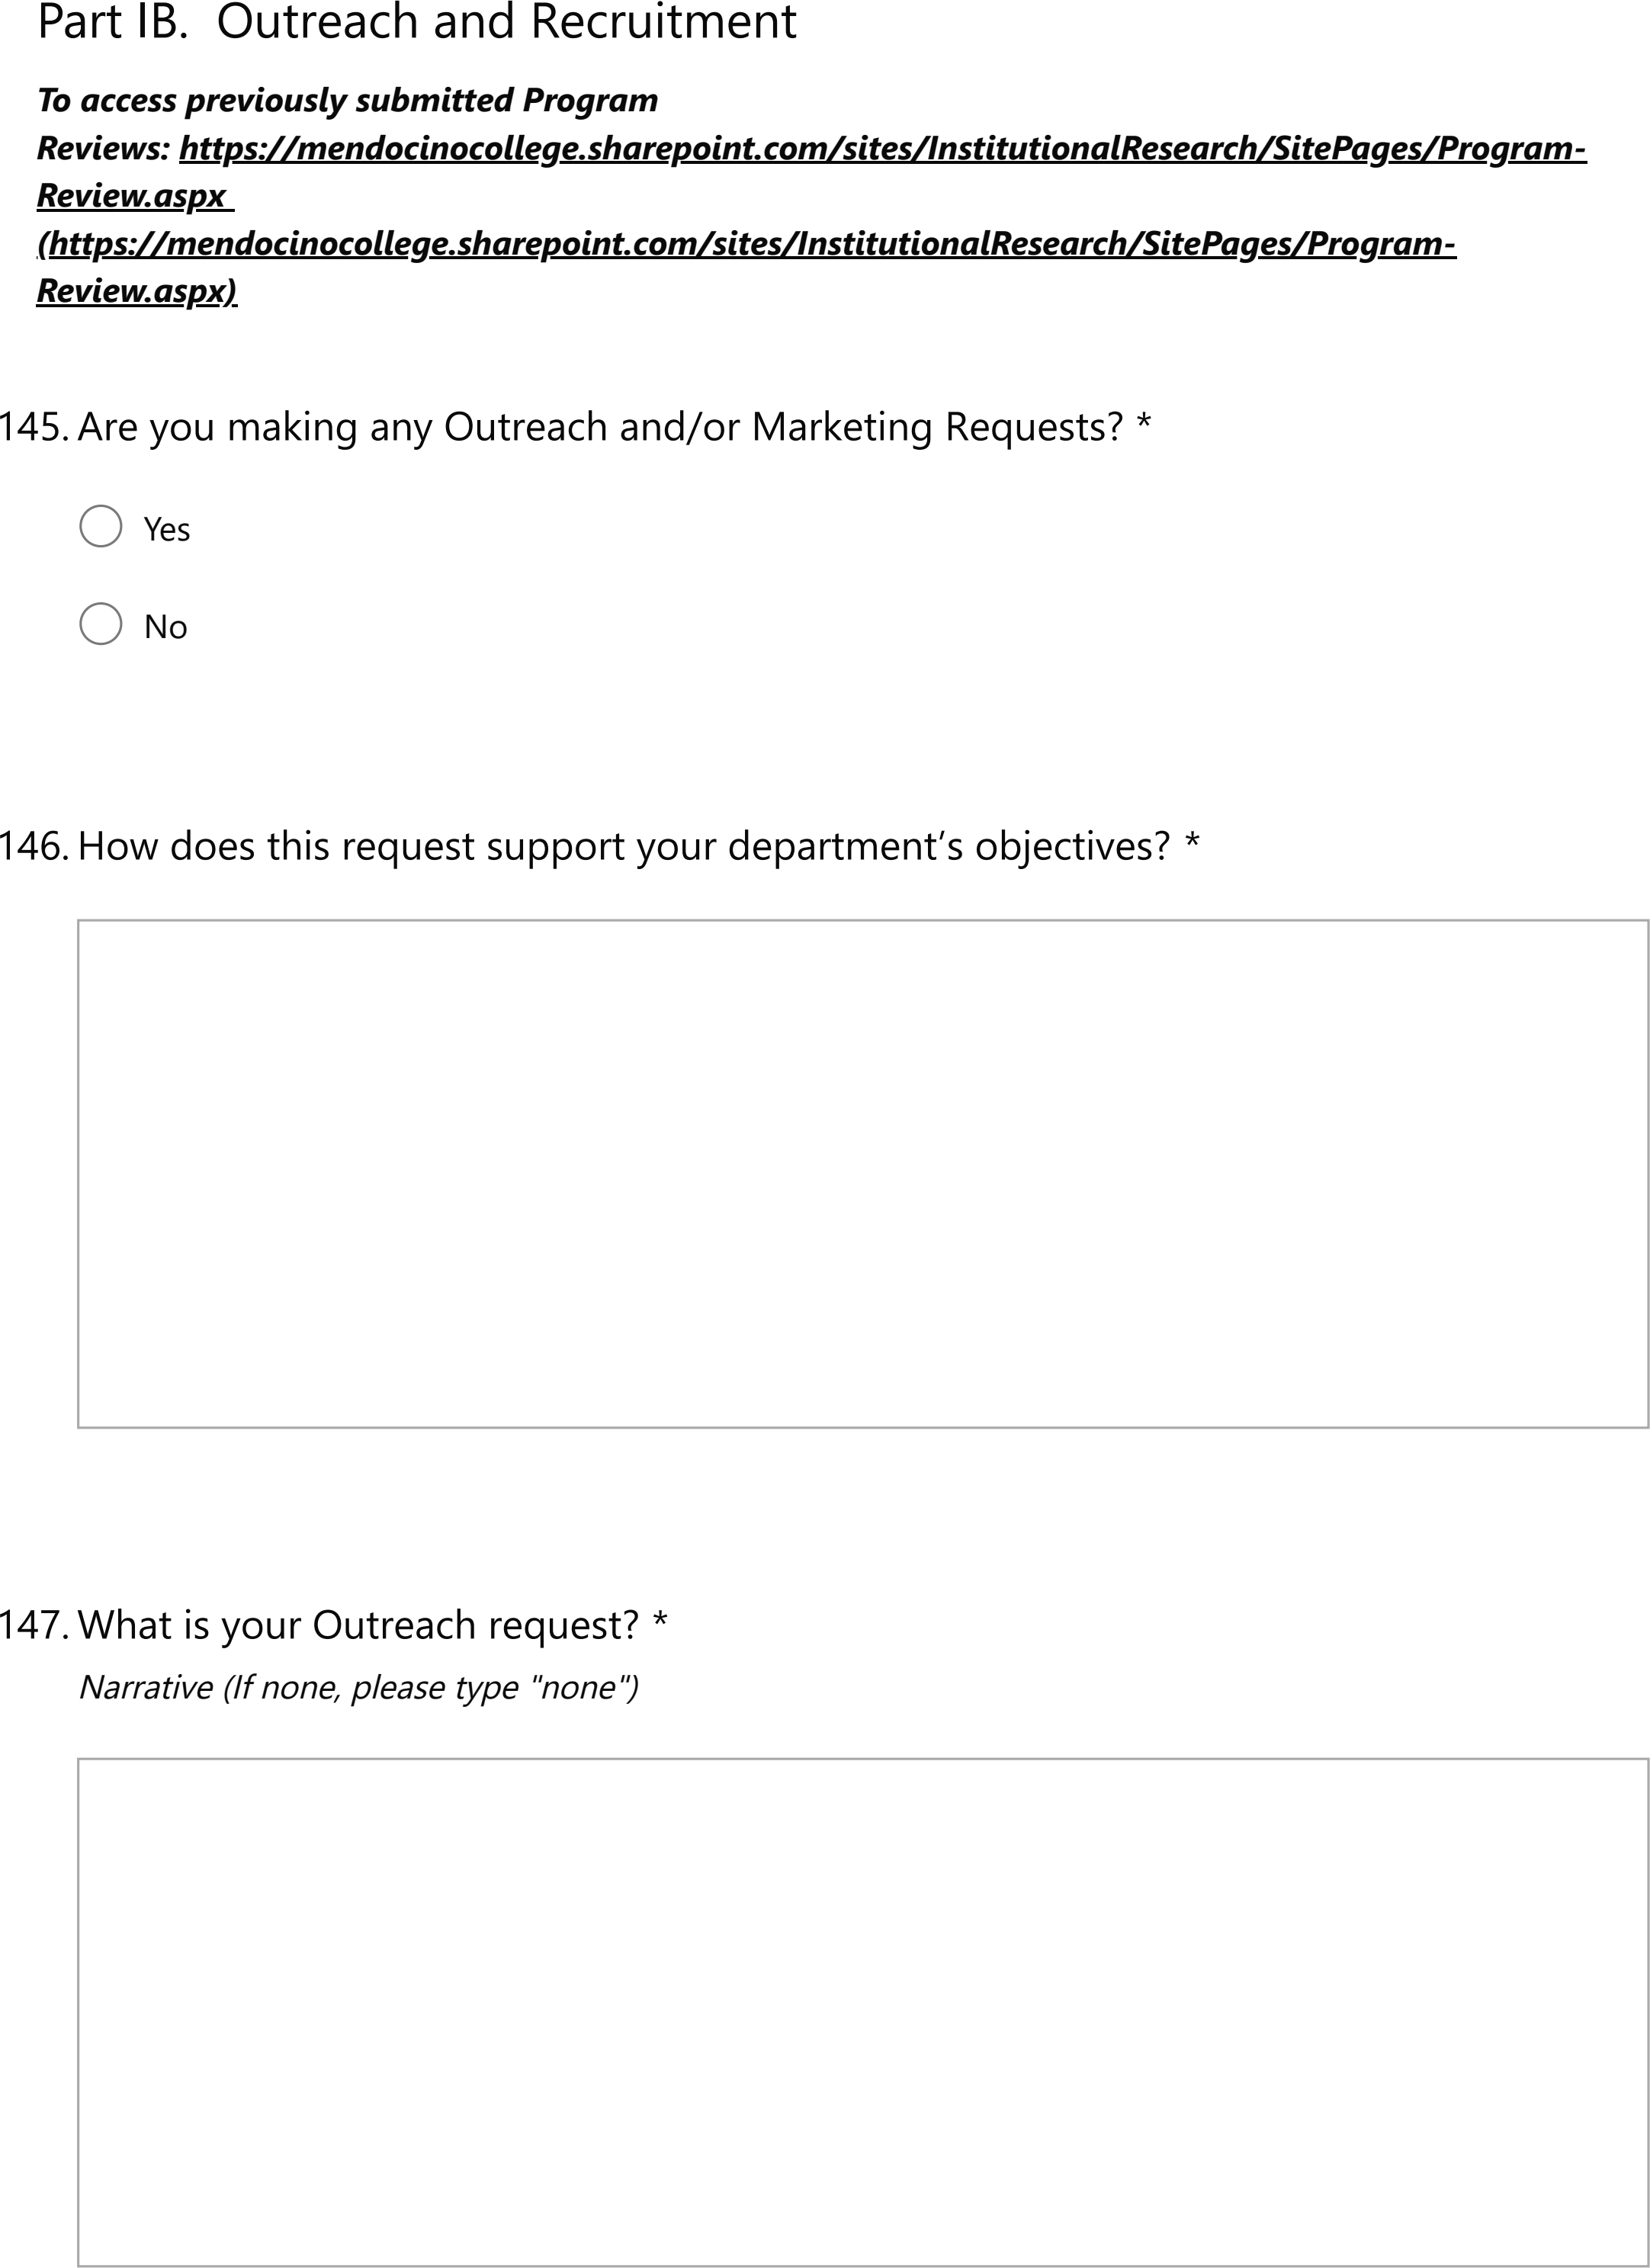 Part IB.  Outreach and Recruitment
To access previously submitted Program
Reviews: https://mendocinocollege.sharepoint.com/sites/InstitutionalResearch/SitePages/Program-
Review.aspx
(https://mendocinocollege.sharepoint.com/sites/InstitutionalResearch/SitePages/Program-
Review.aspx)
145. Are you making any Outreach and/or Marketing Requests? *
Yes
No
146. How does this request support your department’s objectives? *
147. What is your Outreach request? *
Narrative (If none, please type "none")